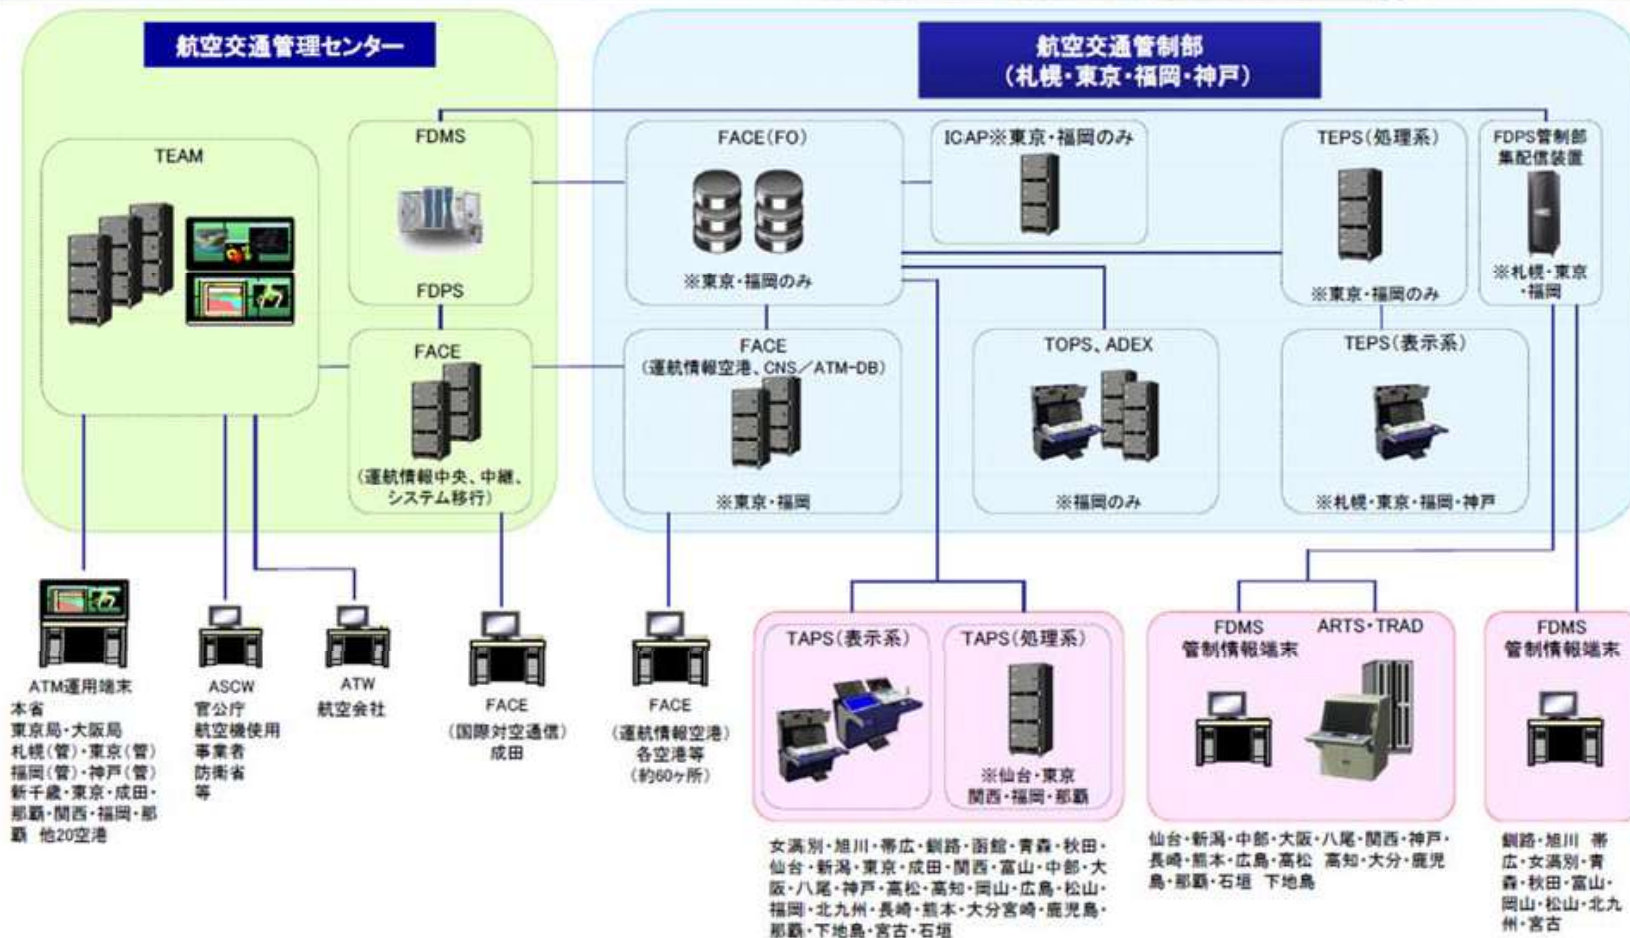 航空交通管理センター
航空交通管制部
(札幌・東京・福岡・神戸)
TEAM
FDMS
FDPS
FACE
(運航情報中央、中継、
システム移行)
FACE(FO)
※東京・福岡のみ
ICAP※東京・福岡のみ
TEPS(処理系)
※東京・福岡のみ
FDPS管制部
集配信装置
※札幌・東京
・福岡
FACE
(運航情報空港、CNS/ATM-DB)
※東京・福岡
TOPS、ADEX
※福岡のみ
TEPS(表示系)
※札幌・東京・福岡・神戸
ATM運用端末
本省
東京局・大阪局
札幌(管)・東京(管)
福岡(管)・神戸(管)
新千歳・東京・成田・
那覇・関西・福岡・那
覇 他20空港
ASCW
官公庁
航空機使用
事業者
防衛省
等
ATW
航空会社
FACE
(国際対空通信)
成田
FACE
(運航情報空港)
各空港等
(約60ヶ所)
TAPS(表示系)
TAPS(処理系)
※仙台・東京
関西・福岡・那覇
女満別・旭川・帯広・釧路・函館・青森・秋田・
仙台・新潟・東京・成田・関西・富山・中部・大
阪・八尾・神戸・高松・高知・岡山・広島・松山・
福岡・北九州・長崎・熊本・大分宮崎・鹿児島・
那覇・下地島・宮古・石垣
FDMS
管制情報端末
ARTS・TRAD
仙台・新潟・中部・大阪・八尾・関西・神戸・
長崎・熊本・広島・高松 高知・大分・鹿児
島・那覇・石垣 下地島
FDMS
管制情報端末
釧路・旭川 帯
広・女満別・青
森・秋田・富山・
岡山・松山・北九
州・宮古